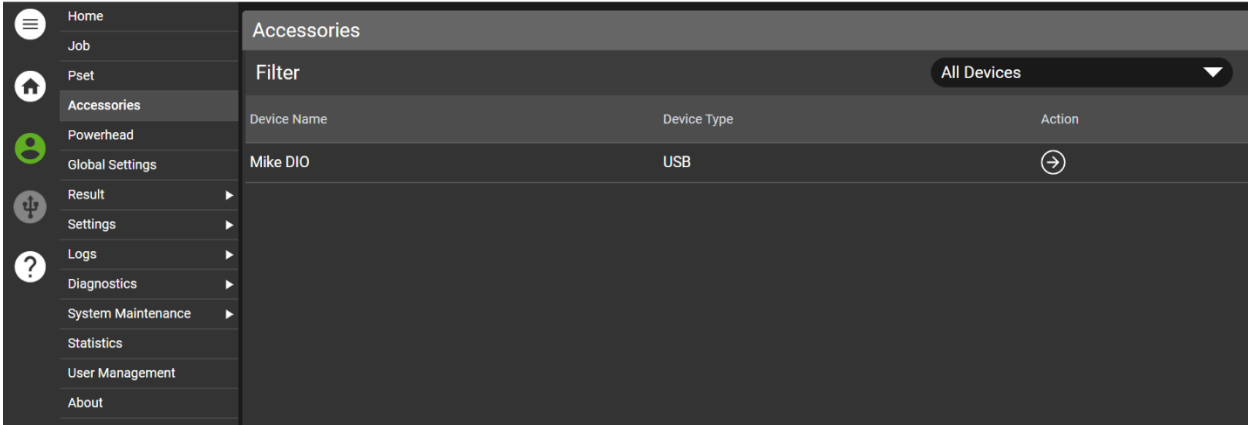 Home
Job
Pset
Accessories
Powerhead
Global Settings
Result
Settings
Logs
Diagnostics
System Maintenance
Statistics
User Management
About
Accessories
Filter All Devices
Device Name Device Type Action
Mike DIO USB